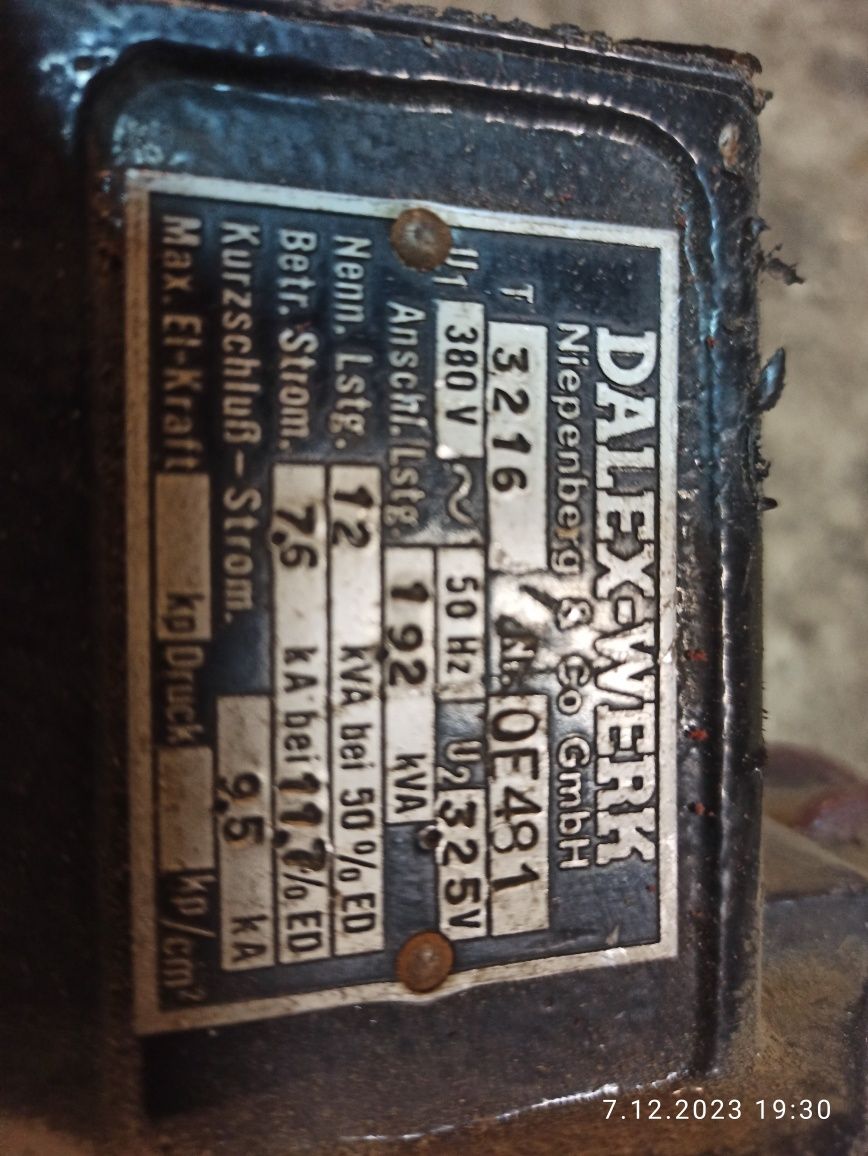 DALEX-WERK
Niepenberg & Co GmbH
T 3216 / Nr. OE481
U1 380 V ~ 50 Hz U2 3,25V
Anschl. Lstg. 19,2 kVA
Nenn. Lstg. 12 kVA bei 50 % ED
Betr. Strom. 7,6 kA bei 11,7% ED
Kurzschluß-Strom. 9,5 kA
Max. El-Kraft kp Druck kp/cm²
7.12.2023 19:30